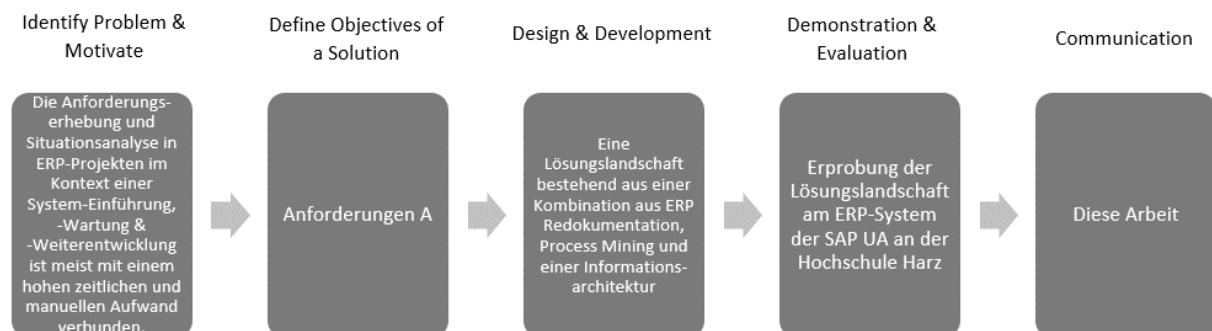 Identify Problem &
Motivate
Define Objectives of
a Solution
Design & Development
Demonstration &
Evaluation
Communication
Die Anforderungs-
erhebung und
Situationsanalyse in
ERP-Projekten im
Kontext einer
System-Einführung,
-Wartung &
-Weiterentwicklung
ist meist mit einem
hohen zeitlichen und
manuellen Aufwand
verbunden.
Anforderungen A
Eine
Lösungslandschaft
bestehend aus einer
Kombination aus ERP
Redokumentation,
Process Mining und
einer Informations-
architektur
Erprobung der
Lösungslandschaft
am ERP-System
der SAP UA an der
Hochschule Harz
Diese Arbeit